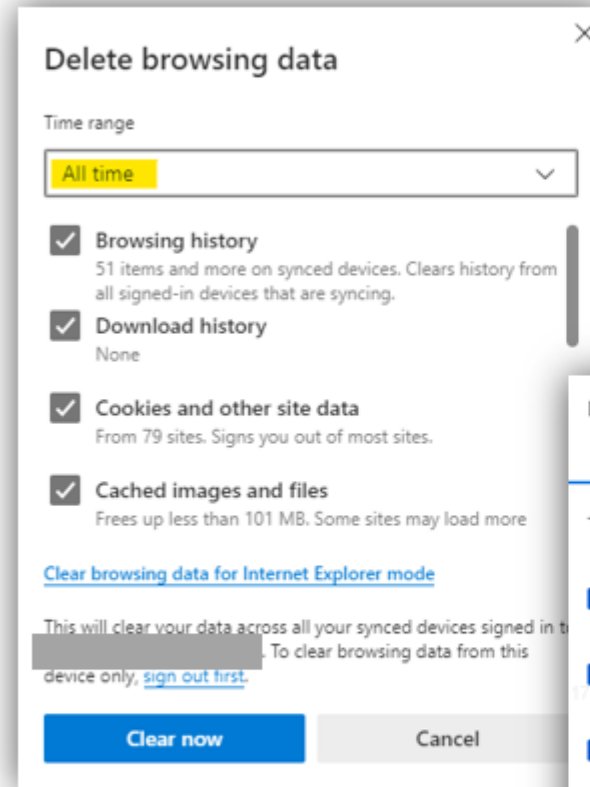 Delete browsing data
Time range
All time
Browsing history
51 items and more on synced devices. Clears history from
all signed-in devices that are syncing.
Download history
None
Cookies and other site data
From 79 sites. Signs you out of most sites.
Cached images and files
Frees up less than 101 MB. Some sites may load more
Clear browsing data for Internet Explorer mode
This will clear your data across all your synced devices signed in to
. To clear browsing data from this
device only, sign out first.
Clear now
Cancel
17